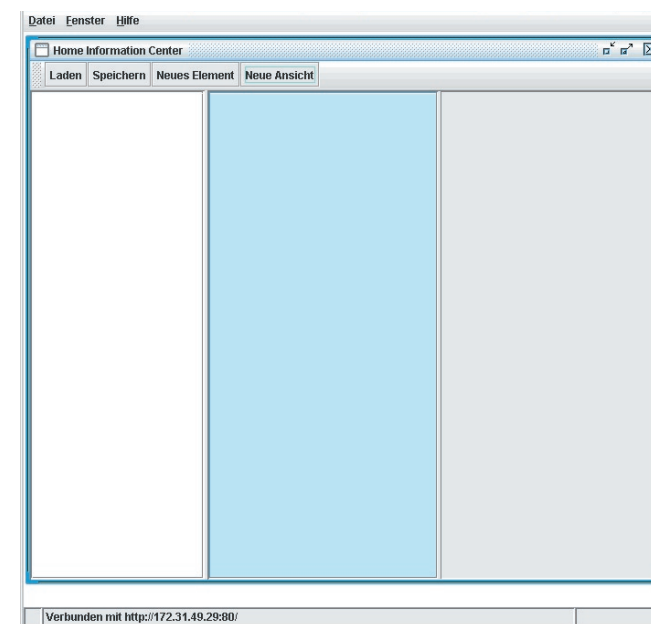 Datei Fenster Hilfe
Home Information Center
Laden Speichern Neues Element Neue Ansicht
Verbunden mit http://172.31.49.29:80/